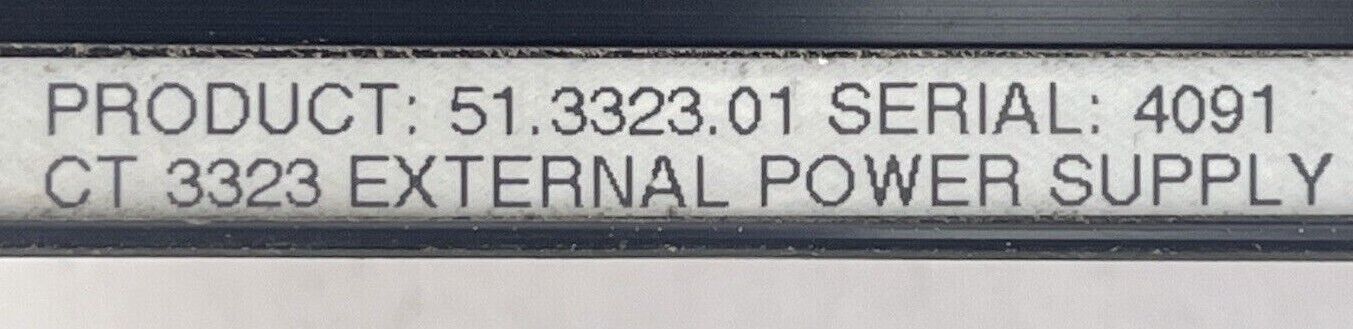 PRODUCT: 51.3323.01 SERIAL: 4091
CT 3323 EXTERNAL POWER SUPPLY